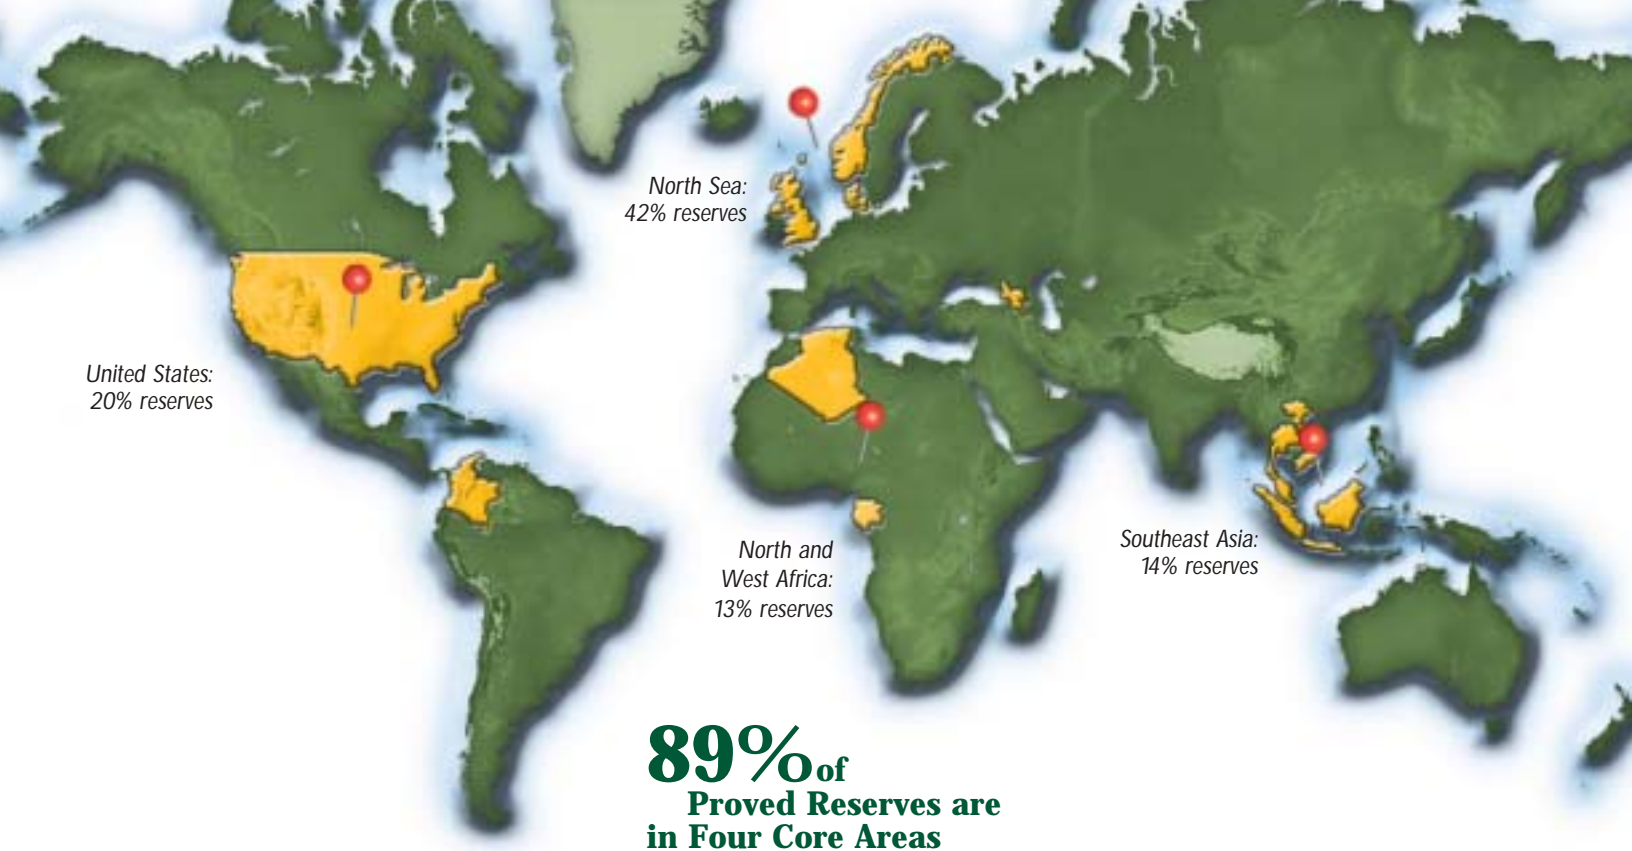 North Sea:
42% reserves
United States:
20% reserves
North and
West Africa:
13% reserves
Southeast Asia:
14% reserves
89% of
Proved Reserves are
in Four Core Areas